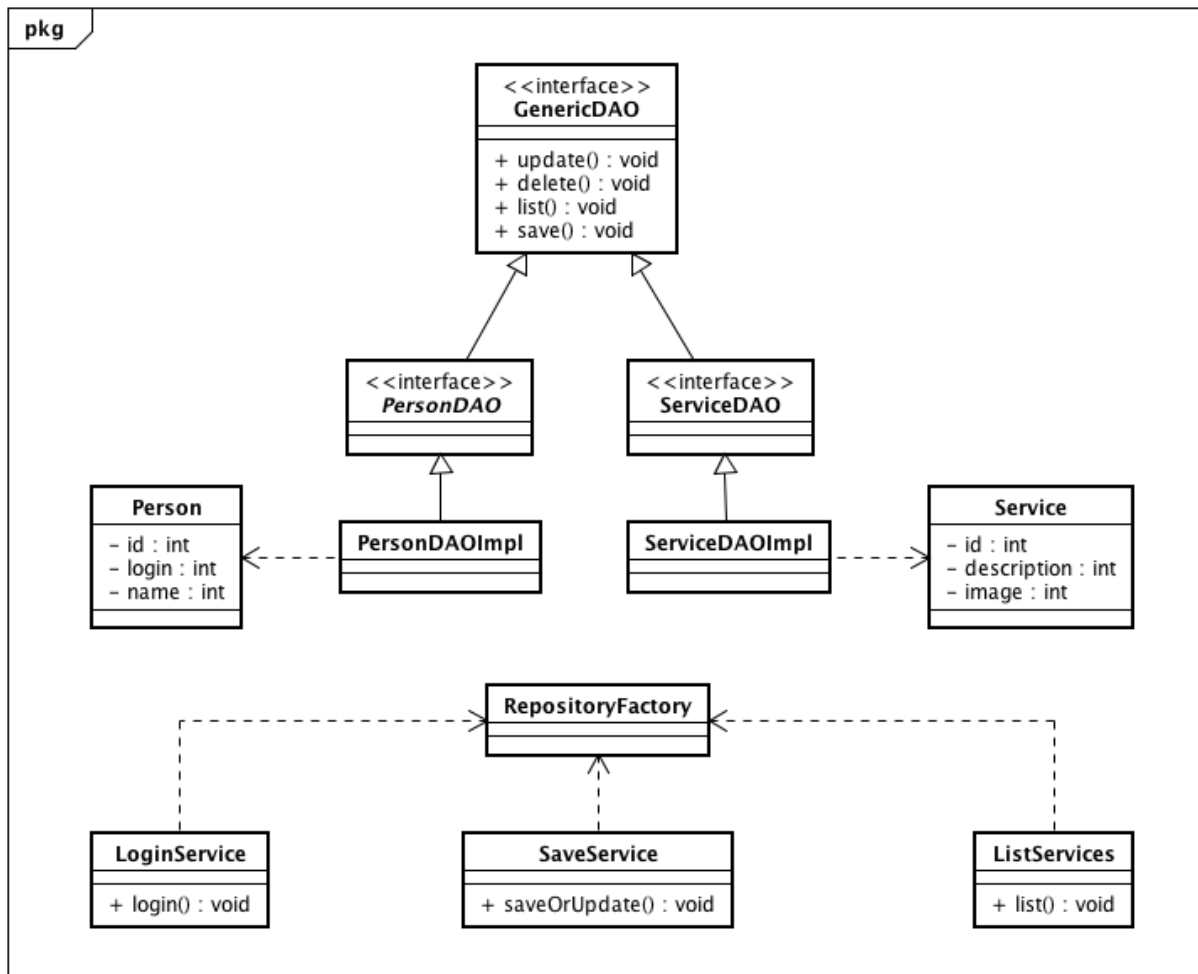 pkg
<<interface>>
GenericDAO
+ update() : void
+ delete() : void
+ list() : void
+ save() : void
<<interface>>
PersonDAO
<<interface>>
ServiceDAO
Person
– id : int
– login : int
– name : int
PersonDAOImpl
ServiceDAOImpl
Service
– id : int
– description : int
– image : int
RepositoryFactory
LoginService
+ login() : void
SaveService
+ saveOrUpdate() : void
ListServices
+ list() : void